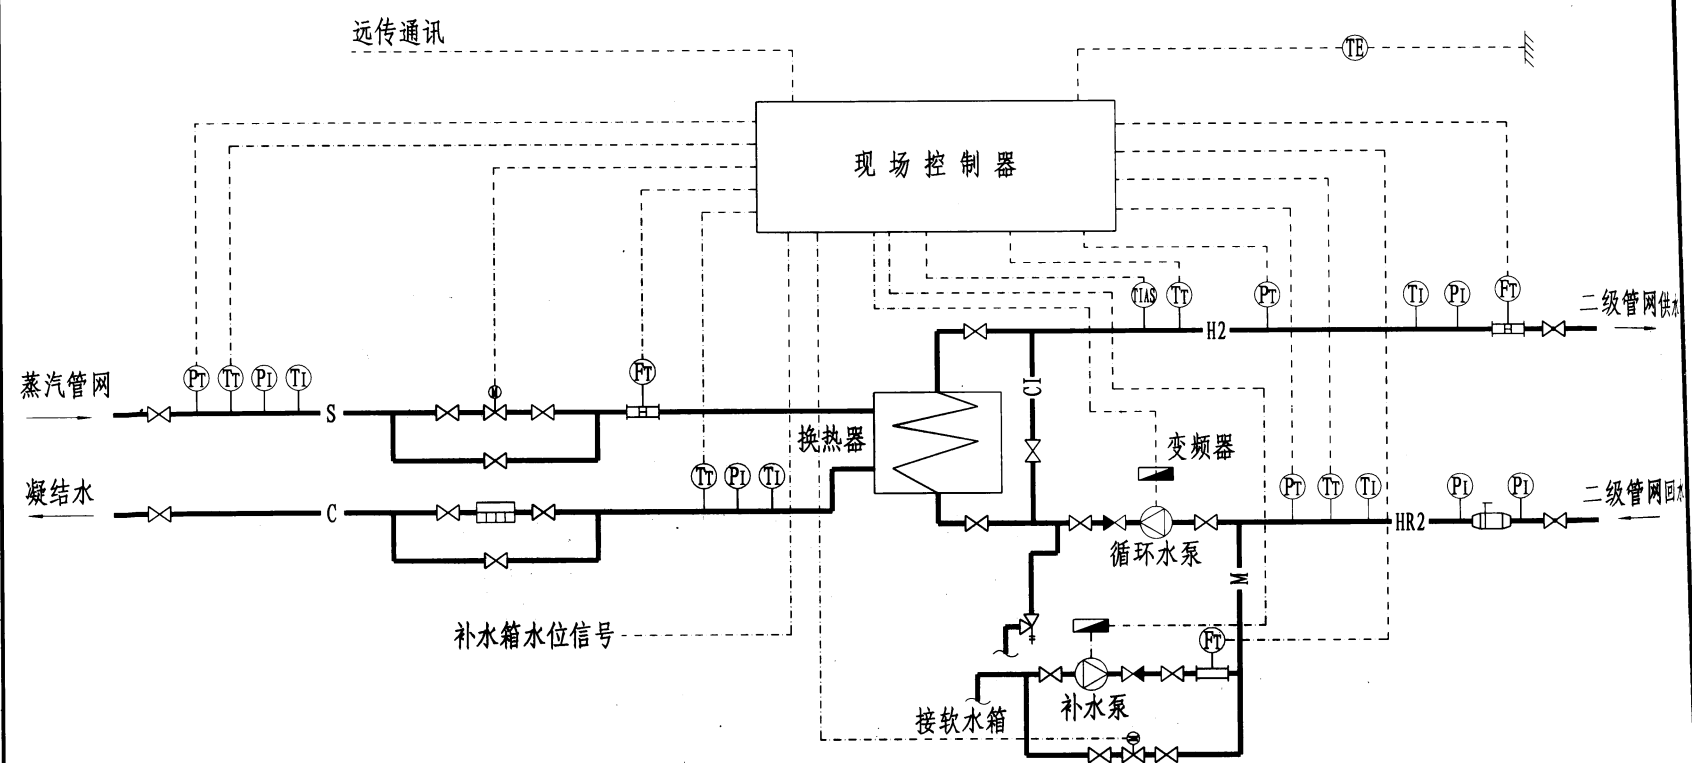 远传通讯
TE
现场控制器
TIAS TT PT TI PI FT
二级管网供水
H2
蒸汽管网
PT TT PI TI
M
FT
S
CI
换热器
变频器
凝结水
C
TT PI TI
PT TT TI
HR2
PI PI
二级管网回水
循环水泵
M
补水箱水位信号
FT
补水泵
接软水箱
M